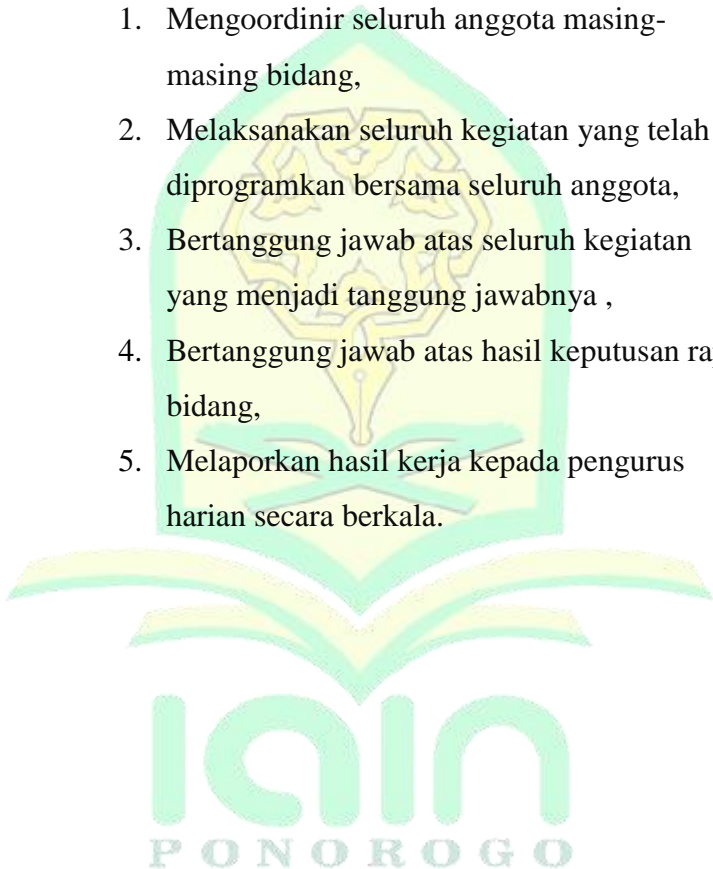 1. Mengoordinir seluruh anggota masing-
masing bidang,
2. Melaksanakan seluruh kegiatan yang telah
diprogramkan bersama seluruh anggota,
3. Bertanggung jawab atas seluruh kegiatan
yang menjadi tanggung jawabnya ,
4. Bertanggung jawab atas hasil keputusan
bidang,
5. Melaporkan hasil kerja kepada pengurus
harian secara berkala.
iain
PONOROGO